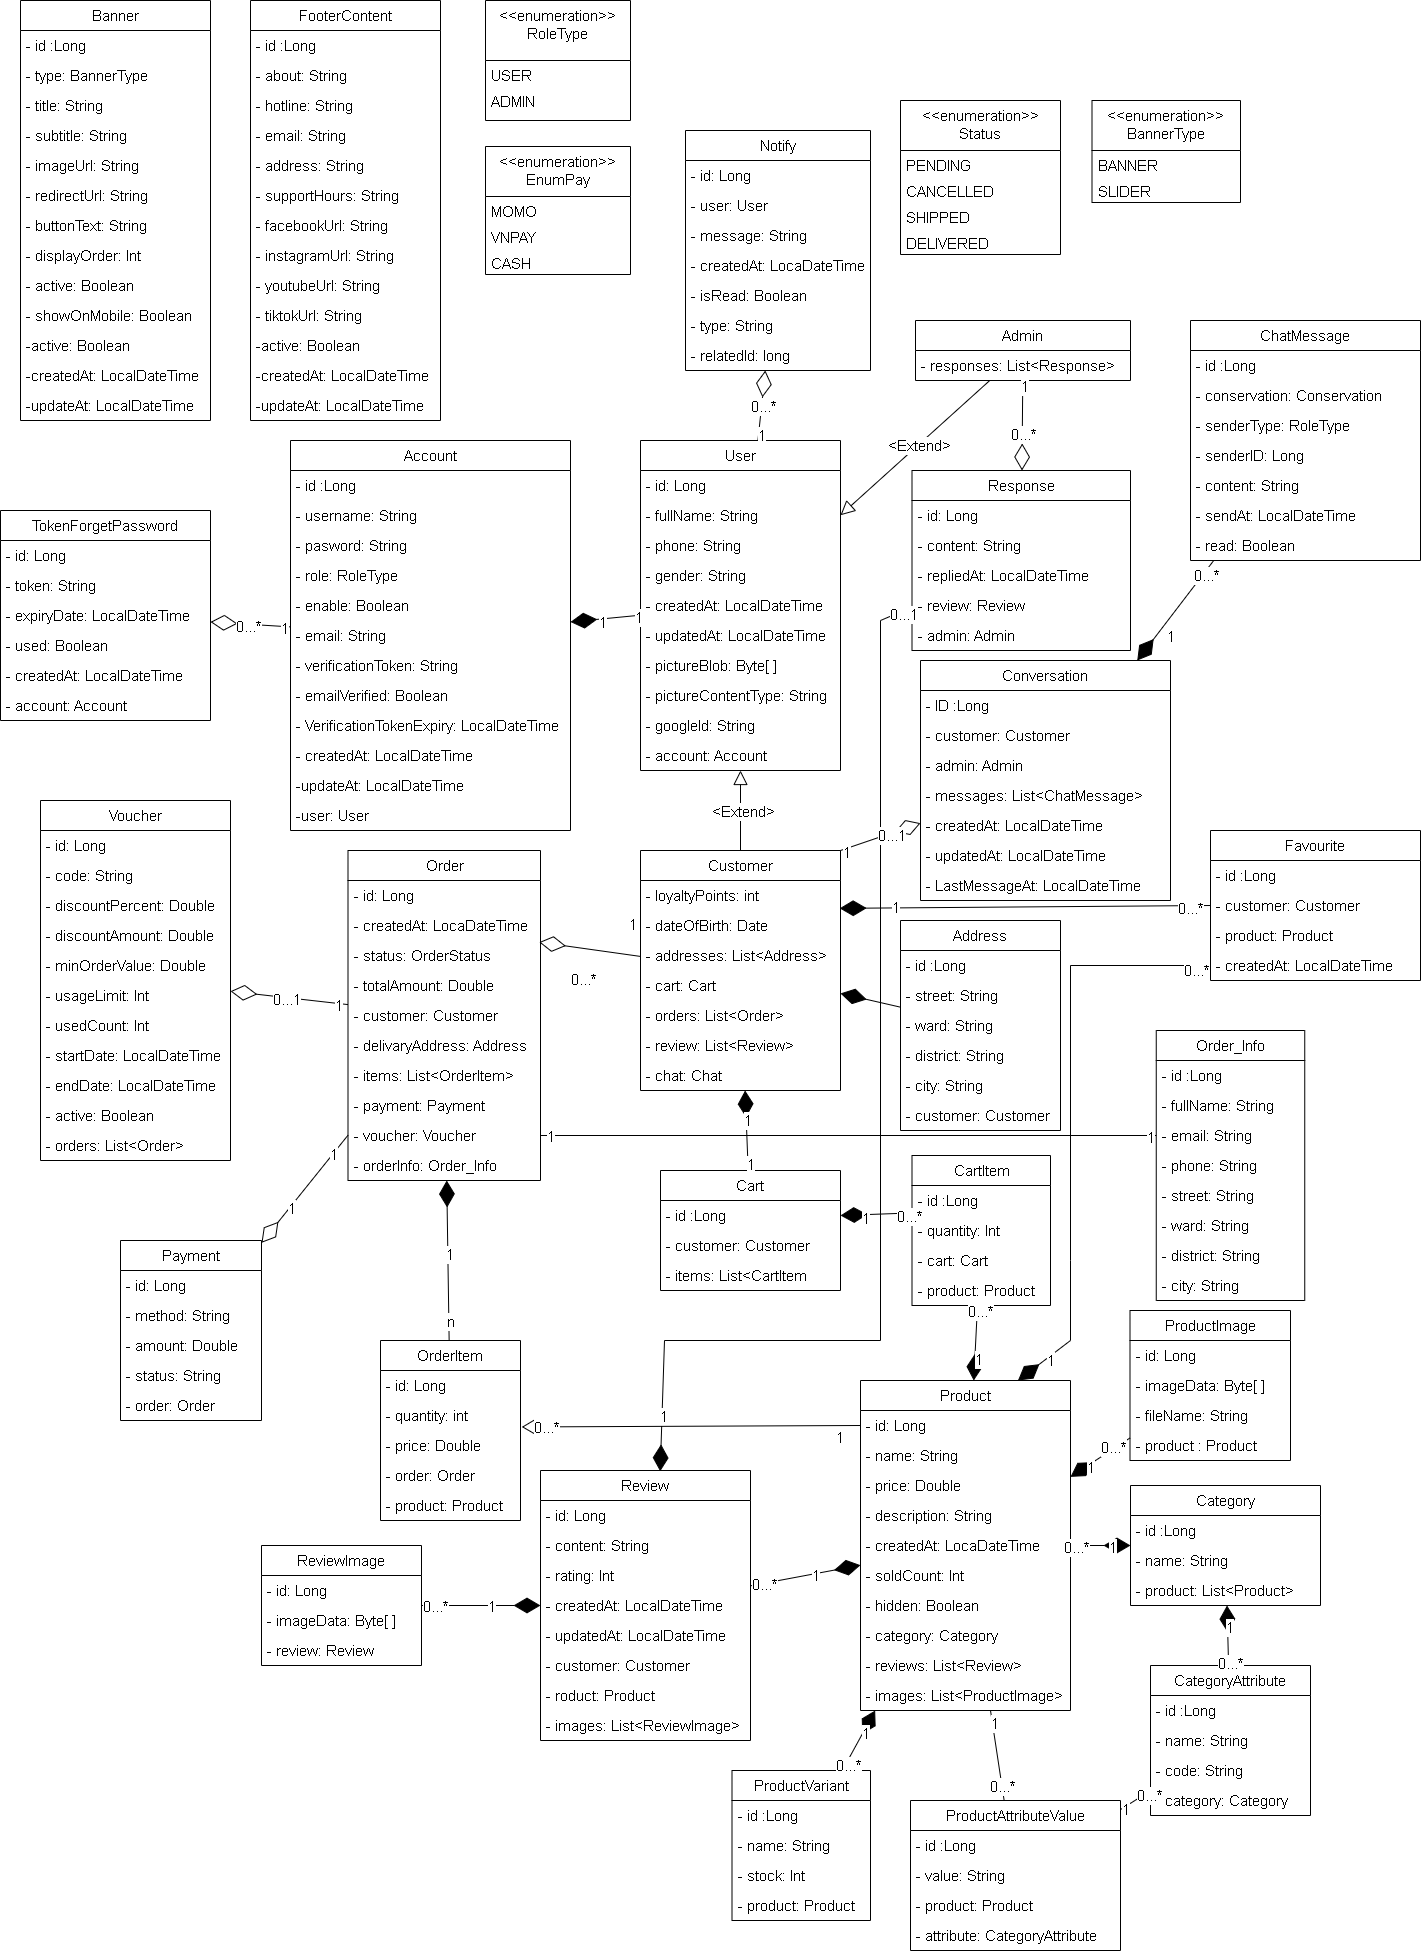 Banner
- id :Long
- type: BannerType
- title: String
- subtitle: String
- imageUrl: String
- redirectUrl: String
- buttonText: String
- displayOrder: Int
- active: Boolean
- showOnMobile: Boolean
-active: Boolean
-createdAt: LocalDateTime
-updateAt: LocalDateTime
FooterContent
- id :Long
- about: String
- hotline: String
- email: String
- address: String
- supportHours: String
- facebookUrl: String
- instagramUrl: String
- youtubeUrl: String
- tiktokUrl: String
-active: Boolean
-createdAt: LocalDateTime
-updateAt: LocalDateTime
<<enumeration>>
RoleType
USER
ADMIN
<<enumeration>>
EnumPay
MOMO
VNPAY
CASH
Notify
- id: Long
- user: User
- message: String
- createdAt: LocaDateTime
- isRead: Boolean
- type: String
- relatedId: long
0...*
1
<<enumeration>>
Status
PENDING
CANCELLED
SHIPPED
DELIVERED
<<enumeration>>
BannerType
BANNER
SLIDER
Admin
- responses: List<Response>
1
0...*
<Extend>
ChatMessage
- id :Long
- conservation: Conservation
- senderType: RoleType
- senderID: Long
- content: String
- sendAt: LocalDateTime
- read: Boolean
0...*
1
Account
- id :Long
- username: String
- pasword: String
- role: RoleType
- enable: Boolean
- email: String
- verificationToken: String
- emailVerified: Boolean
- VerificationTokenExpiry: LocalDateTime
- createdAt: LocalDateTime
-updateAt: LocalDateTime
-user: User
1
1
User
- id: Long
- fullName: String
- phone: String
- gender: String
- createdAt: LocalDateTime
- updatedAt: LocalDateTime
- pictureBlob: Byte[ ]
- pictureContentType: String
- googleId: String
- account: Account
<Extend>
Response
- id: Long
- content: String
- repliedAt: LocalDateTime
- review: Review
- admin: Admin
0...1
TokenForgetPassword
- id: Long
- token: String
- expiryDate: LocalDateTime
- used: Boolean
- createdAt: LocalDateTime
- account: Account
0...*
1
Conversation
- ID :Long
- customer: Customer
- admin: Admin
- messages: List<ChatMessage>
- createdAt: LocalDateTime
- updatedAt: LocalDateTime
- LastMessageAt: LocalDateTime
1
0...1
Voucher
- id: Long
- code: String
- discountPercent: Double
- discountAmount: Double
- minOrderValue: Double
- usageLimit: Int
- usedCount: Int
- startDate: LocalDateTime
- endDate: LocalDateTime
- active: Boolean
- orders: List<Order>
0...1
1
Order
- id: Long
- createdAt: LocaDateTime
- status: OrderStatus
- totalAmount: Double
- customer: Customer
- delivaryAddress: Address
- items: List<OrderItem>
- payment: Payment
- voucher: Voucher
- orderInfo: Order_Info
1
0...*
Customer
- loyaltyPoints: int
- dateOfBirth: Date
- addresses: List<Address>
- cart: Cart
- orders: List<Order>
- review: List<Review>
- chat: Chat
1
0...*
Favourite
- id :Long
- customer: Customer
- product: Product
- createdAt: LocalDateTime
0...*
Address
- id :Long
- street: String
- ward: String
- district: String
- city: String
- customer: Customer
Order_Info
- id :Long
- fullName: String
- email: String
- phone: String
- street: String
- ward: String
- district: String
- city: String
1
1
1
1
Cart
- id :Long
- customer: Customer
- items: List<CartItem
1
0...*
CartItem
- id :Long
- quantity: Int
- cart: Cart
- product: Product
0...*
1
1
1
1
Payment
- id: Long
- method: String
- amount: Double
- status: String
- order: Order
1
n
OrderItem
- id: Long
- quantity: int
- price: Double
- order: Order
- product: Product
0...*
1
ProductImage
- id: Long
- imageData: Byte[ ]
- fileName: String
- product : Product
0...*
1
Product
- id: Long
- name: String
- price: Double
- description: String
- createdAt: LocaDateTime
- soldCount: Int
- hidden: Boolean
- category: Category
- reviews: List<Review>
- images: List<ProductImage>
1
Review
- id: Long
- content: String
- rating: Int
- createdAt: LocalDateTime
- updatedAt: LocalDateTime
- customer: Customer
- roduct: Product
- images: List<ReviewImage>
0...*
1
Category
- id :Long
- name: String
- product: List<Product>
0...*
1
ReviewImage
- id: Long
- imageData: Byte[ ]
- review: Review
0...*
1
1
0...*
CategoryAttribute
- id :Long
- name: String
- code: String
- category: Category
1
0...*
1
0...*
ProductVariant
- id :Long
- name: String
- stock: Int
- product: Product
1
0...*
ProductAttributeValue
- id :Long
- value: String
- product: Product
- attribute: CategoryAttribute